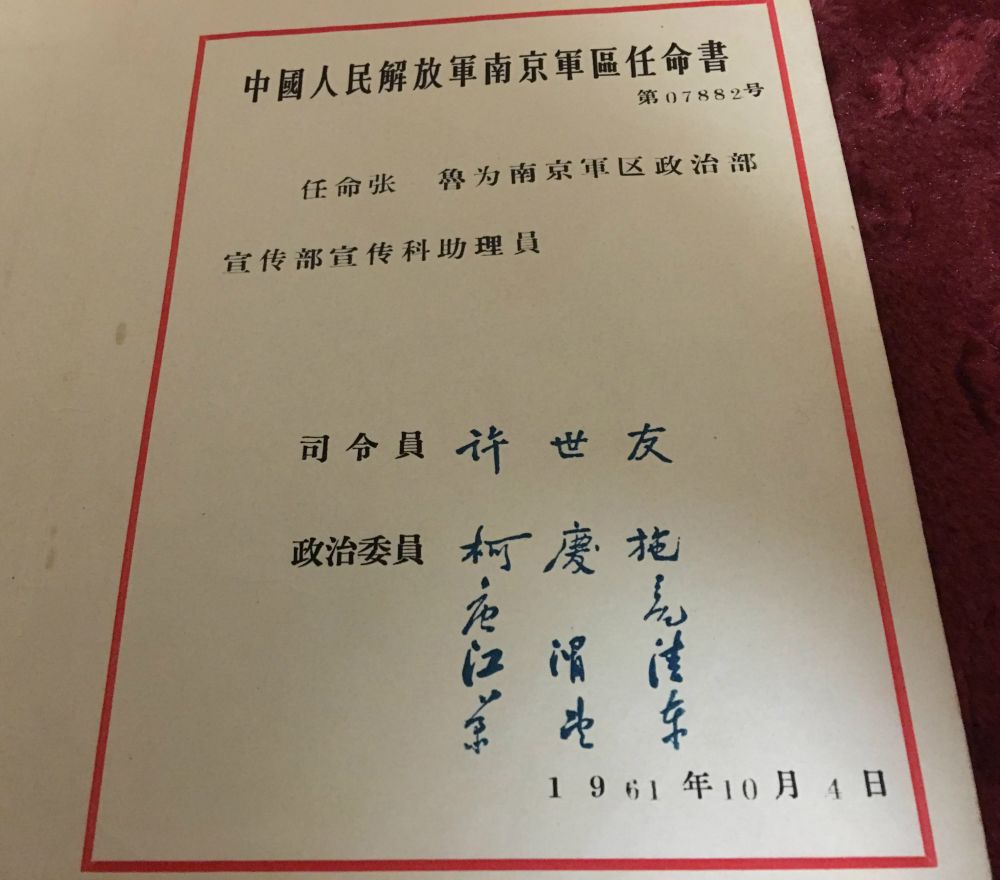 中國人民解放軍南京軍區任命書
第07882号
任命张 魯为南京軍区政治部
宣传部宣传科助理員
司令員 许世友
政治委員 柯慶施
唐亮
江渭清
萧望东
1961年10月4日